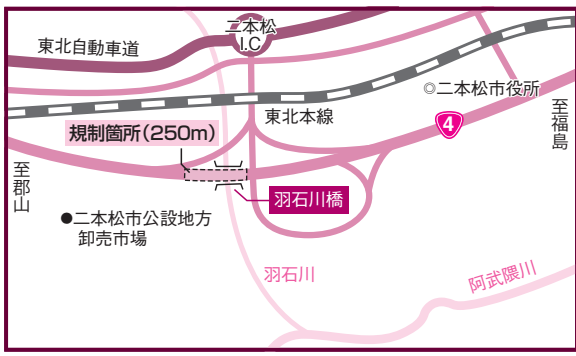 二本松
I.C
東北自動車道
◎二本松市役所
東北本線
4
規制箇所(250m)
至福島
至郡山
羽石川橋
●二本松市公設地方
卸売市場
羽石川
阿武隈川